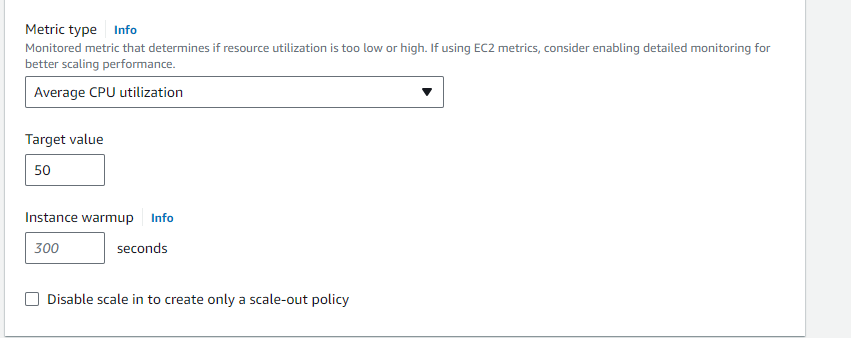 Metric type Info
Monitored metric that determines if resource utilization is too low or high. If using EC2 metrics, consider enabling detailed monitoring for
better scaling performance.
Average CPU utilization
Target value
50
Instance warmup Info
300 seconds
Disable scale in to create only a scale-out policy